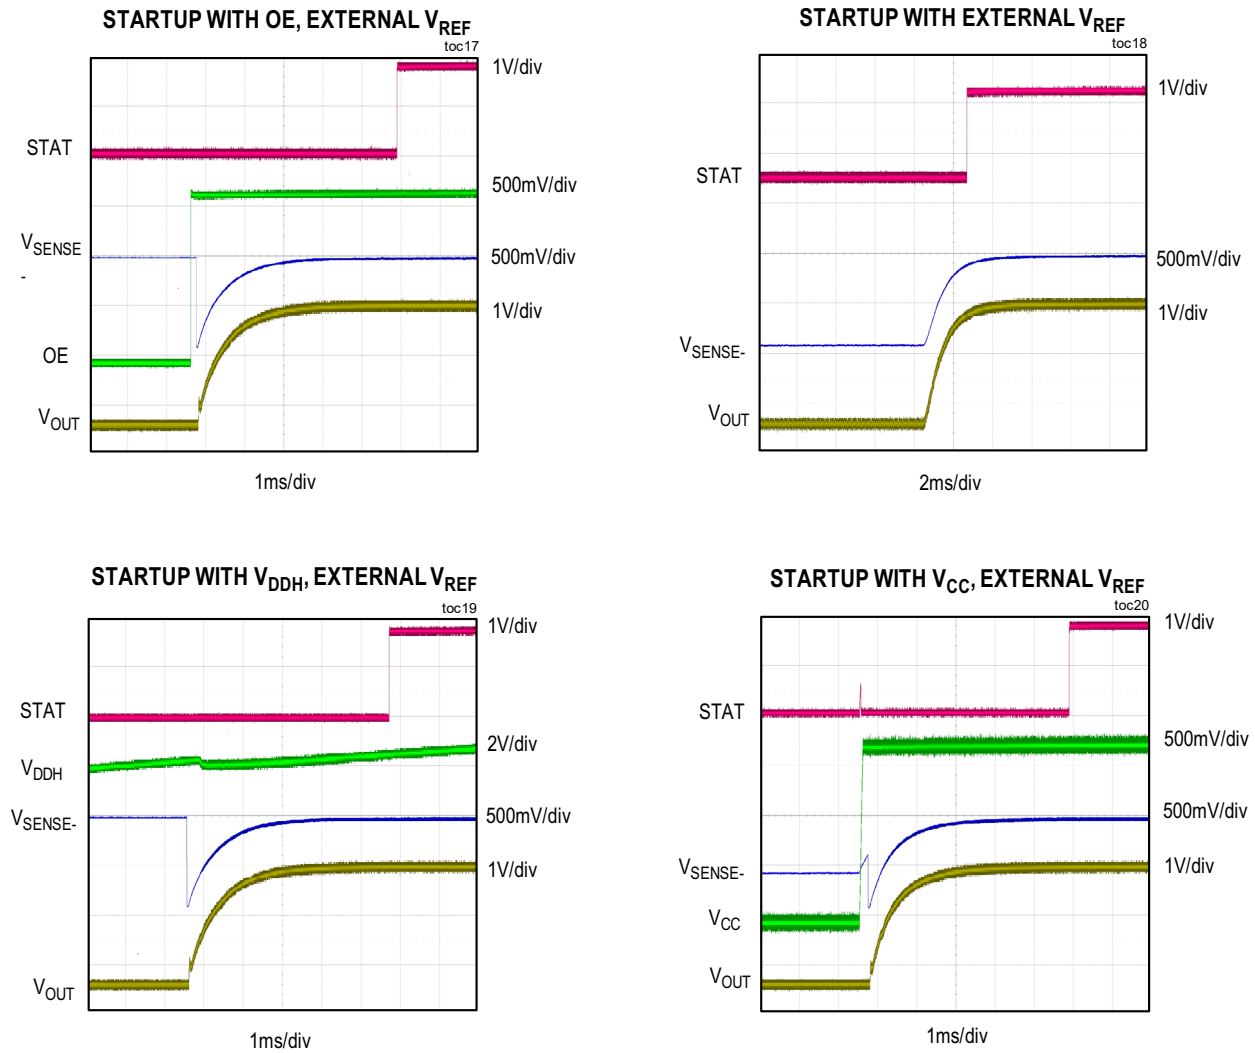 STARTUP WITH OE, EXTERNAL VREF
toc17
1V/div
STAT
500mV/div
VSENSE
-
500mV/div
1V/div
OE
VOUT
1ms/div
STARTUP WITH EXTERNAL VREF
toc18
1V/div
STAT
500mV/div
1V/div
VSENSE-
VOUT
2ms/div
STARTUP WITH VDDH, EXTERNAL VREF
toc19
1V/div
STAT
2V/div
VDDH
VSENSE-
500mV/div
1V/div
VOUT
1ms/div
STARTUP WITH VCC, EXTERNAL VREF
toc20
1V/div
STAT
500mV/div
500mV/div
VSENSE-
1V/div
VCC
VOUT
1ms/div